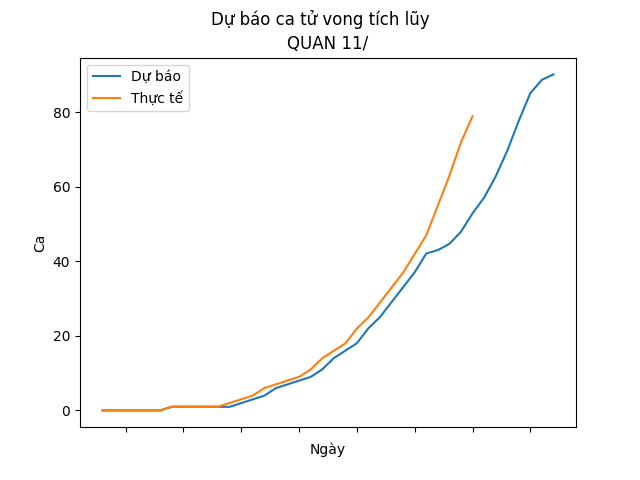 Dự báo ca tử vong tích lũy
QUAN 11/
Dự báo
Thực tế
80
60
40
20
0
Ca
Ngày